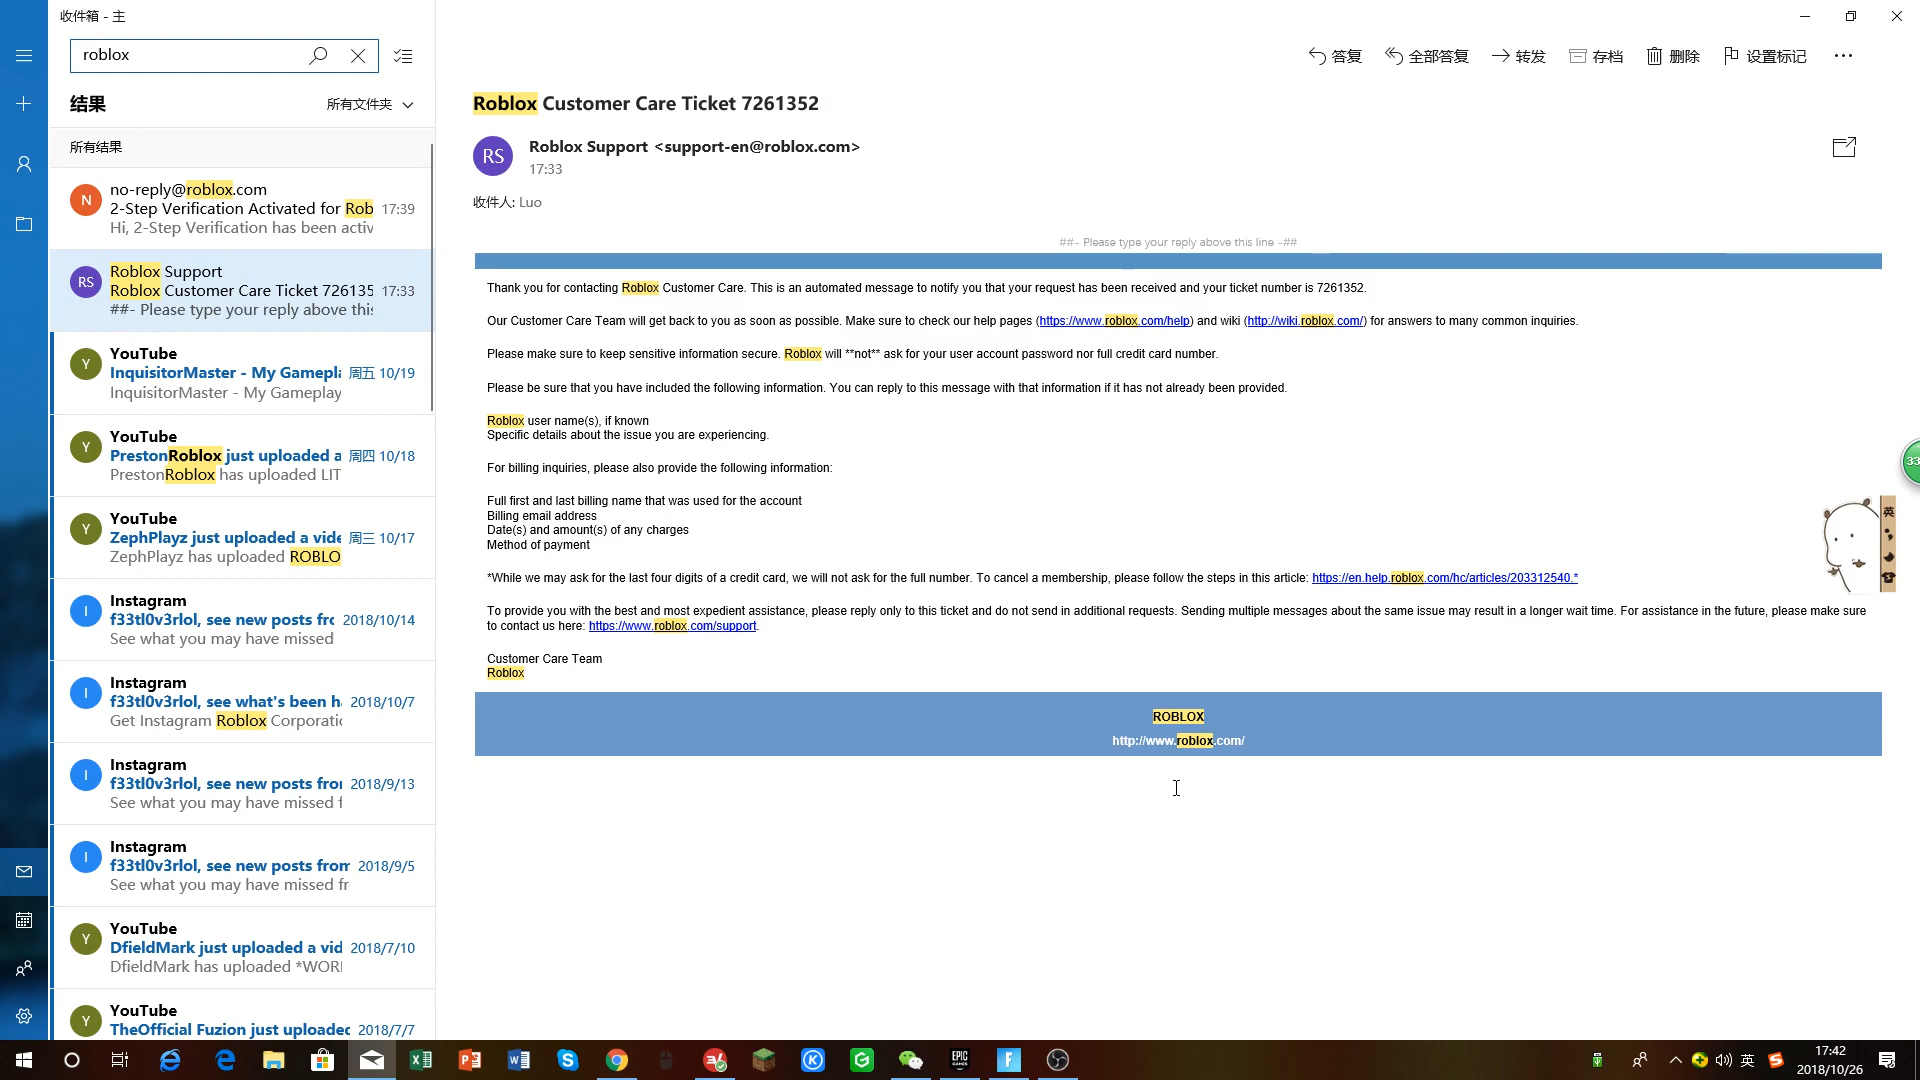 收件箱 - 主
roblox
结果
所有文件夹
所有结果
N
no-reply@roblox.com
2-Step Verification Activated for Rob 17:39
Hi, 2-Step Verification has been activ
RS
Roblox Support
Roblox Customer Care Ticket 726135 17:33
##- Please type your reply above this
Y
YouTube
InquisitorMaster - My Gamepla 周五 10/19
InquisitorMaster - My Gameplay
Y
YouTube
PrestonRoblox just uploaded a 周四 10/18
PrestonRoblox has uploaded LIT
Y
YouTube
ZephPlayz just uploaded a vide 周三 10/17
ZephPlayz has uploaded ROBLO
I
Instagram
f33tl0v3rlol, see new posts fro 2018/10/14
See what you may have missed
I
Instagram
f33tl0v3rlol, see what's been ha 2018/10/7
Get Instagram Roblox Corporatio
I
Instagram
f33tl0v3rlol, see new posts fror 2018/9/13
See what you may have missed f
I
Instagram
f33tl0v3rlol, see new posts from 2018/9/5
See what you may have missed fr
Y
YouTube
DfieldMark just uploaded a vid 2018/7/10
DfieldMark has uploaded *WORI
Y
YouTube
TheOfficial Fuzion just uploaded 2018/7/7
答复
全部答复
转发
存档
删除
设置标记
Roblox Customer Care Ticket 7261352
RS
Roblox Support <support-en@roblox.com>
17:33
收件人: Luo
##- Please type your reply above this line -##
Thank you for contacting Roblox Customer Care. This is an automated message to notify you that your request has been received and your ticket number is 7261352.
Our Customer Care Team will get back to you as soon as possible. Make sure to check our help pages (https://www.roblox.com/help) and wiki (http://wiki.roblox.com/) for answers to many common inquiries.
Please make sure to keep sensitive information secure. Roblox will **not** ask for your user account password nor full credit card number.
Please be sure that you have included the following information. You can reply to this message with that information if it has not already been provided.
Roblox user name(s), if known
Specific details about the issue you are experiencing.
For billing inquiries, please also provide the following information:
Full first and last billing name that was used for the account
Billing email address
Date(s) and amount(s) of any charges
Method of payment
*While we may ask for the last four digits of a credit card, we will not ask for the full number. To cancel a membership, please follow the steps in this article: https://en.help.roblox.com/hc/articles/203312540.*
To provide you with the best and most expedient assistance, please reply only to this ticket and do not send in additional requests. Sending multiple messages about the same issue may result in a longer wait time. For assistance in the future, please make sure
to contact us here: https://www.roblox.com/support.
Customer Care Team
Roblox
ROBLOX
http://www.roblox.com/
33
英
EPIC
GAMES
英
17:42
2018/10/26